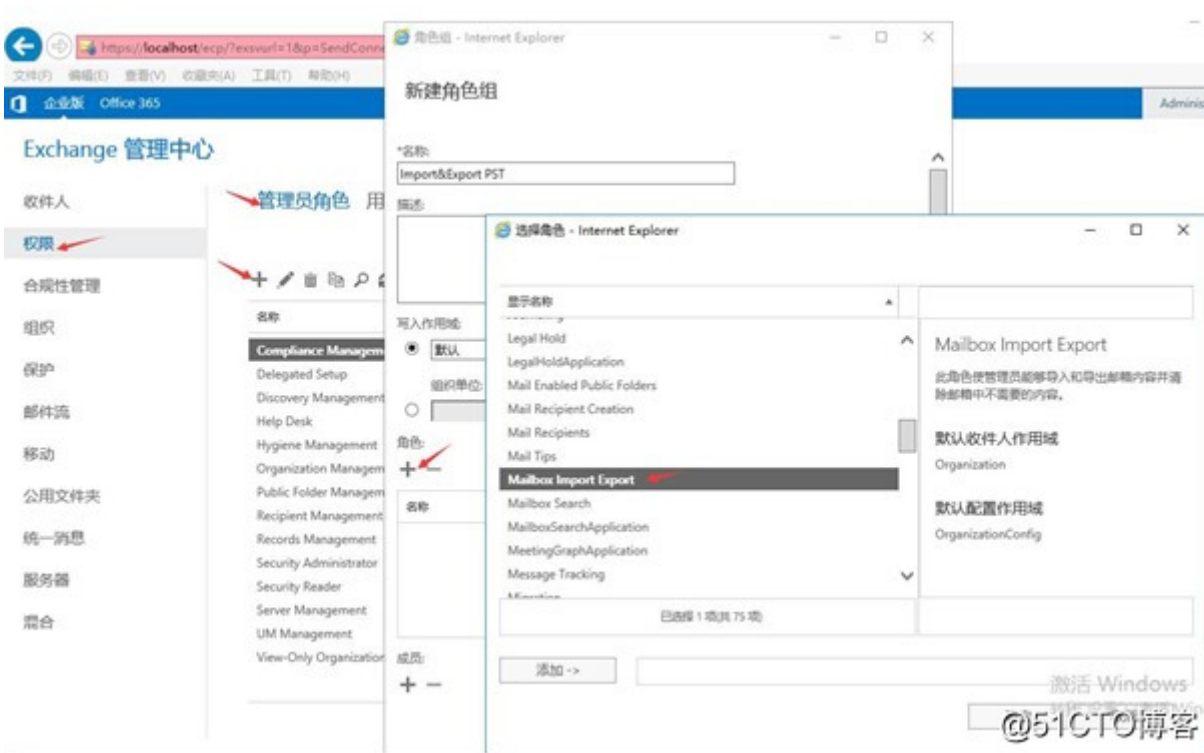 https://localhost/ecp/?exsvurl=1&p=SendConne
文件(F) 编辑(E) 查看(V) 收藏夹(A) 工具(T) 帮助(H)
企业版 Office 365
Adminis
Exchange 管理中心
收件人
权限
合规性管理
组织
保护
邮件流
移动
公用文件夹
统一消息
服务器
混合
管理员角色 用
名称
Compliance Managem
Delegated Setup
Discovery Management
Help Desk
Hygiene Management
Organization Managem
Public Folder Managem
Recipient Management
Records Management
Security Administrator
Security Reader
Server Management
UM Management
View-Only Organization
角色组 - Internet Explorer
新建角色组
*名称:
Import&Export PST
描述:
写入作用域:
默认
组织单位:
角色:
名称
成员:
选择角色 - Internet Explorer
显示名称
Legal Hold
LegalHoldApplication
Mail Enabled Public Folders
Mail Recipient Creation
Mail Recipients
Mail Tips
Mailbox Import Export
Mailbox Search
MailboxSearchApplication
MeetingGraphApplication
Message Tracking
Migration
已选择 1 项(共 75 项)
添加 ->
Mailbox Import Export
此角色使管理员能够导入和导出邮箱内容并清
除邮箱中不需要的内容。
默认收件人作用域
Organization
默认配置作用域
OrganizationConfig
激活 Windows
@51CTO博客